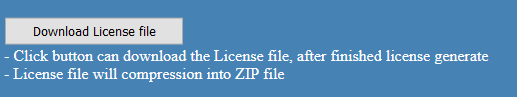 Download License file
- Click button can download the License file, after finished license generate
- License file will compression into ZIP file